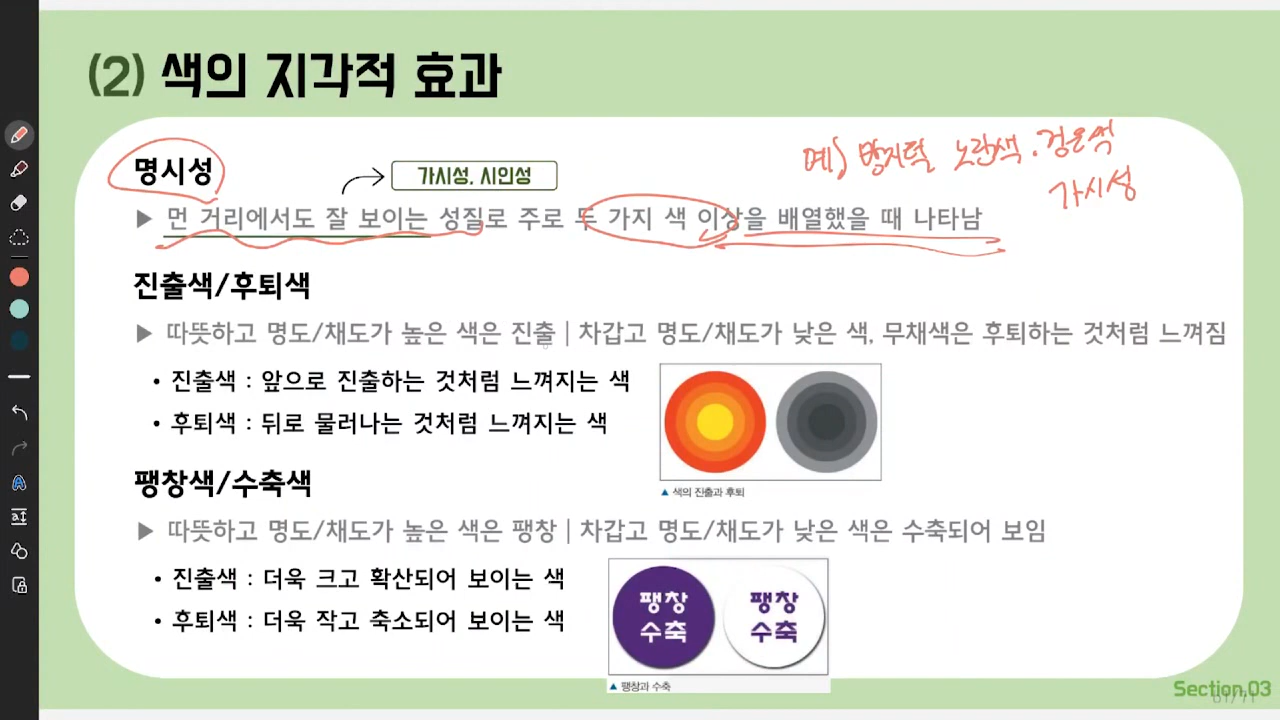 (2) 색의 지각적 효과
예) 방지턱 노란색. 검은색
가시성
명시성
가시성, 시인성
▶ 먼 거리에서도 잘 보이는 성질로 주로 두 가지 색 이상을 배열했을 때 나타남
진출색/후퇴색
▶ 따뜻하고 명도/채도가 높은 색은 진출 | 차갑고 명도/채도가 낮은 색, 무채색은 후퇴하는 것처럼 느껴짐
• 진출색 : 앞으로 진출하는 것처럼 느껴지는 색
• 후퇴색 : 뒤로 물러나는 것처럼 느껴지는 색
▲ 색의 진출과 후퇴
팽창색/수축색
▶ 따뜻하고 명도/채도가 높은 색은 팽창 | 차갑고 명도/채도가 낮은 색은 수축되어 보임
• 진출색 : 더욱 크고 확산되어 보이는 색
• 후퇴색 : 더욱 작고 축소되어 보이는 색
팽창 팽창
수축 수축
▲ 팽창과 수축
Section.03